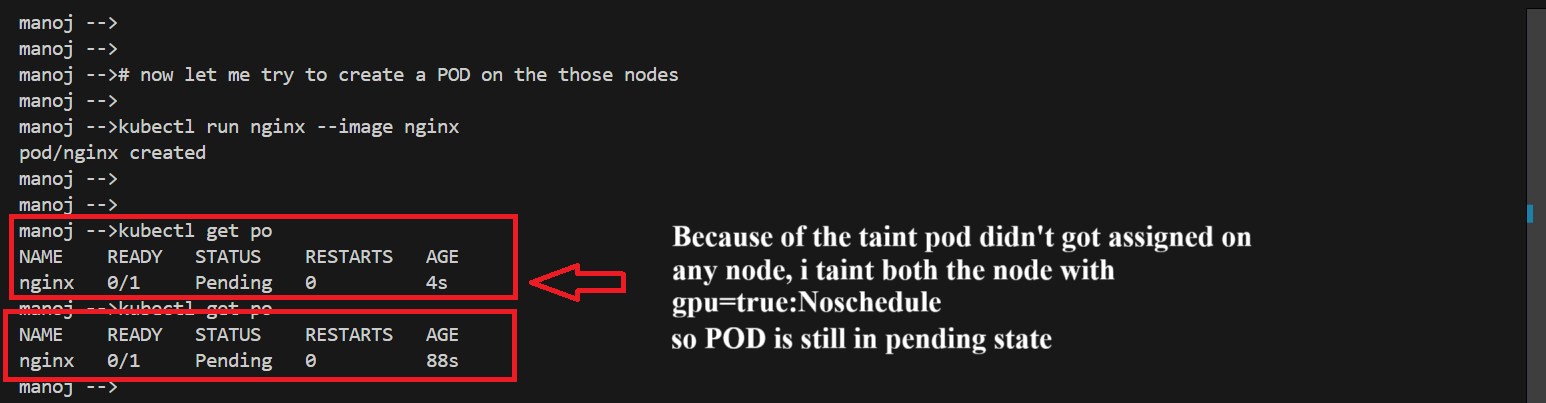 manoj -->
manoj -->
manoj --># now let me try to create a POD on the those nodes
manoj -->
manoj -->kubectl run nginx --image nginx
pod/nginx created
manoj -->
manoj -->
manoj -->kubectl get po
NAME READY STATUS RESTARTS AGE
nginx 0/1 Pending 0 4s
manoj -->kubectl get po
NAME READY STATUS RESTARTS AGE
nginx 0/1 Pending 0 88s
manoj -->
Because of the taint pod didn't got assigned on
any node, i taint both the node with
gpu=true:Noschedule
so POD is still in pending state